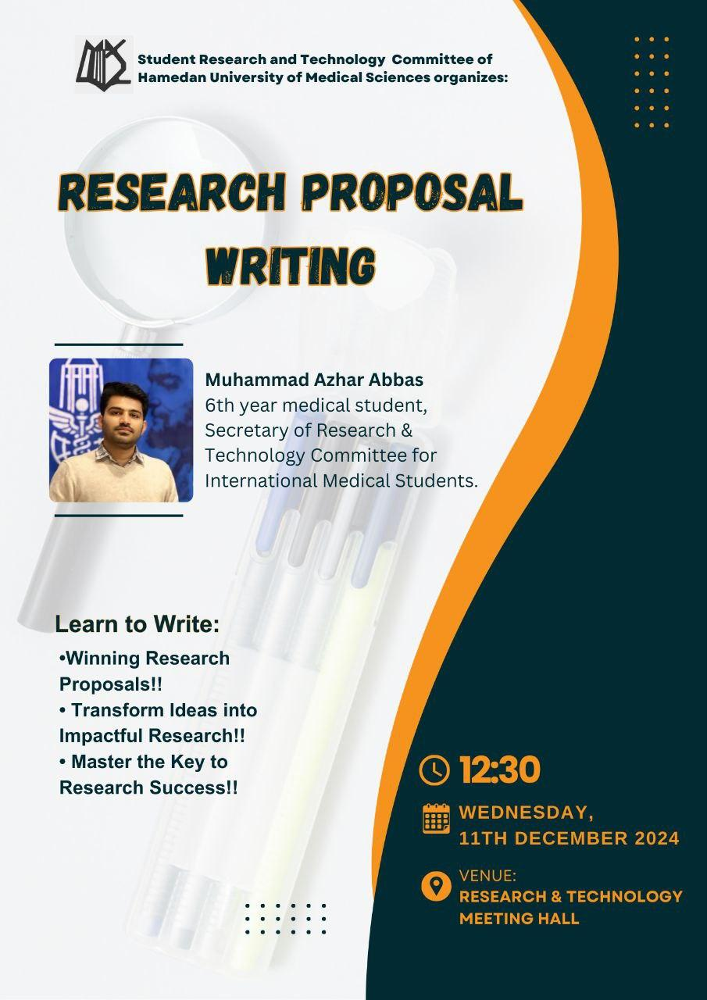 Student Research and Technology Committee of
Hamedan University of Medical Sciences organizes:
RESEARCH PROPOSAL
WRITING
Muhammad Azhar Abbas
6th year medical student,
Secretary of Research &
Technology Committee for
International Medical Students.
Learn to Write:
•Winning Research
Proposals!!
• Transform Ideas into
Impactful Research!!
• Master the Key to
Research Success!!
12:30
WEDNESDAY,
11TH DECEMBER 2024
VENUE:
RESEARCH & TECHNOLOGY
MEETING HALL